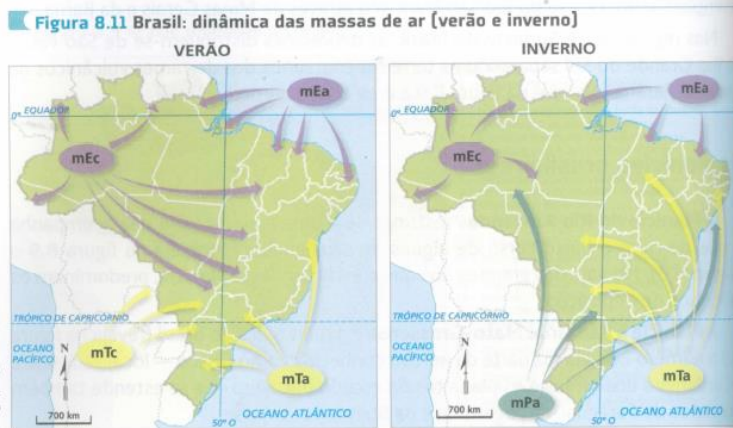 Figura 8.11 Brasil: dinâmica das massas de ar (verão e inverno)
VERÃO
mEa
0° EQUADOR
mEc
TRÓPICO DE CAPRICÓRNIO
OCEANO
PACÍFICO
N
mTc
mTa
700 km
50° O
OCEANO ATLÂNTICO
INVERNO
mEa
0° EQUADOR
mEc
TRÓPICO DE CAPRICÓRNIO
OCEANO
PACÍFICO
N
mTa
mPa
700 km
50° O
OCEANO ATLÂNTICO